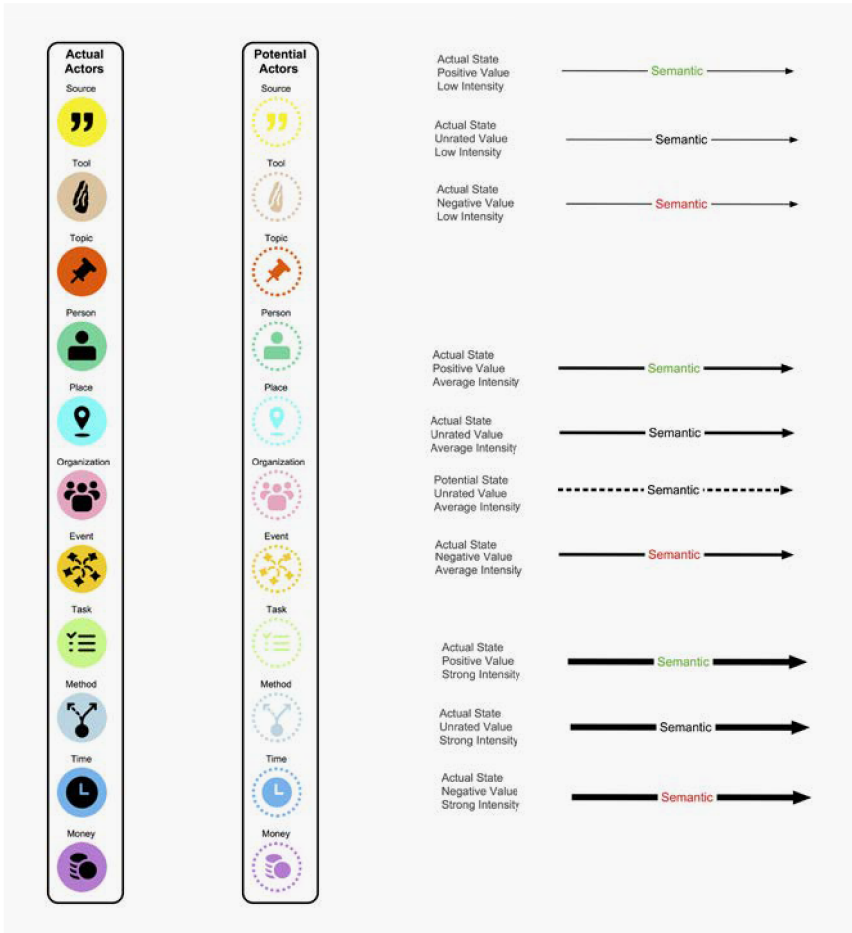 Actual
Actors
Source
Tool
Topic
Person
Place
Organization
Event
Task
Method
Time
Money
Potential
Actors
Source
Tool
Topic
Person
Place
Organization
Event
Task
Method
Time
Money
Actual State
Positive Value
Low Intensity
Semantic
Actual State
Unrated Value
Low Intensity
Semantic
Actual State
Negative Value
Low Intensity
Semantic
Actual State
Positive Value
Average Intensity
Semantic
Actual State
Unrated Value
Average Intensity
Semantic
Potential State
Unrated Value
Average Intensity
Semantic
Actual State
Negative Value
Average Intensity
Semantic
Actual State
Positive Value
Strong Intensity
Semantic
Actual State
Unrated Value
Strong Intensity
Semantic
Actual State
Negative Value
Strong Intensity
Semantic